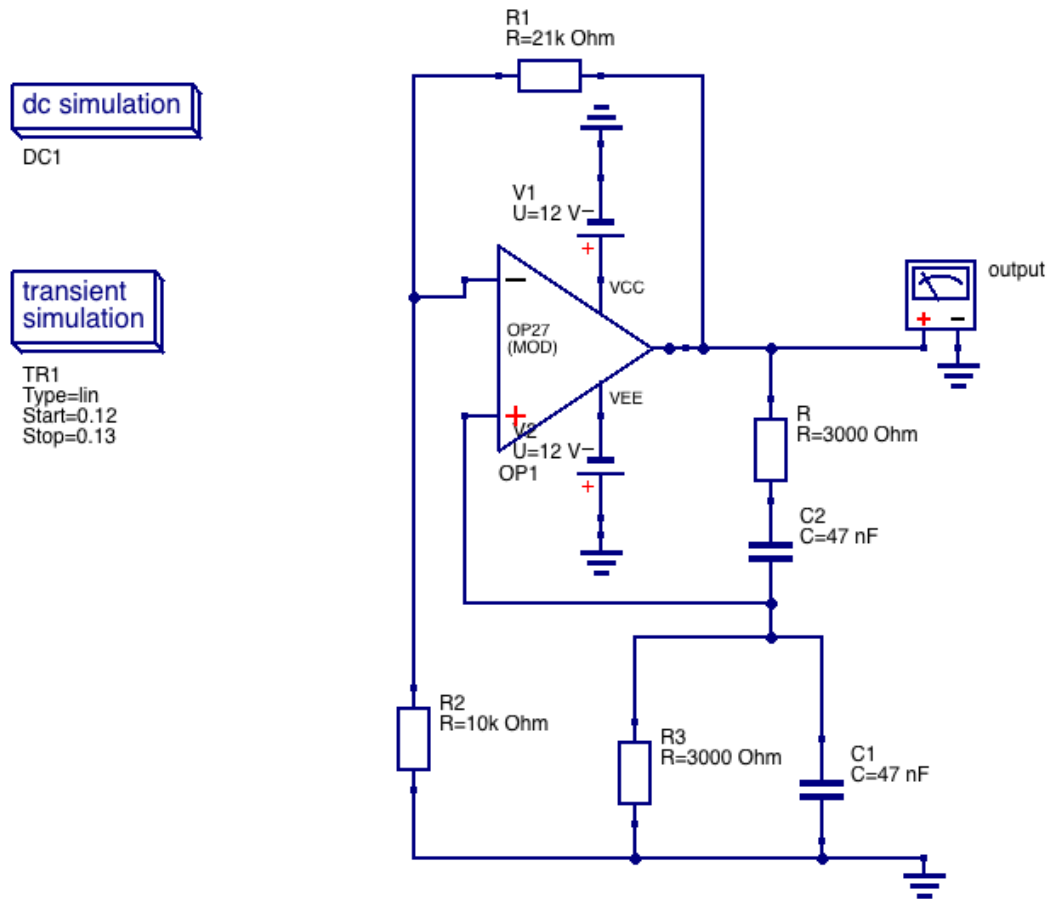 R1
R=21k Ohm
dc simulation
DC1
V1
U=12 V
−
+
VCC
output
−
OP27
(MOD)
transient
simulation
+ −
TR1
Type=lin
Start=0.12
Stop=0.13
VEE
+
V2
U=12 V
−
+
OP1
R
R=3000 Ohm
C2
C=47 nF
R2
R=10k Ohm
R3
R=3000 Ohm
C1
C=47 nF